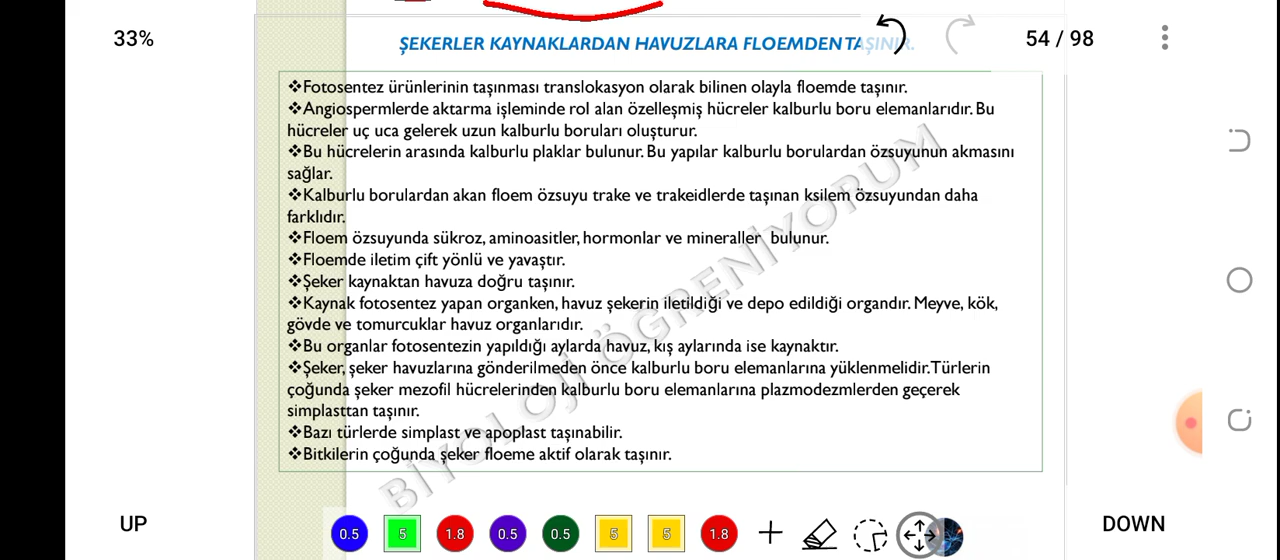 33%
ŞEKERLER KAYNAKLARDAN HAVUZLARA FLOEMDEN TAŞINIR.
54 / 98
❖Fotosentez ürünlerinin taşınması translokasyon olarak bilinen olayla floemde taşınır.
❖Angiospermlerde aktarma işleminde rol alan özelleşmiş hücreler kalburlu boru elemanlarıdır. Bu
hücreler uç uca gelerek uzun kalburlu boruları oluşturur.
❖Bu hücrelerin arasında kalburlu plaklar bulunur. Bu yapılar kalburlu borulardan özsuyunun akmasını
sağlar.
❖Kalburlu borulardan akan floem özsuyu trake ve trakeidlerde taşınan ksilem özsuyundan daha
farklıdır.
❖Floem özsuyunda sükroz, aminoasitler, hormonlar ve mineraller bulunur.
❖Floemde iletim çift yönlü ve yavaştır.
❖Şeker kaynaktan havuza doğru taşınır.
❖Kaynak fotosentez yapan organken, havuz şekerin iletildiği ve depo edildiği organdır. Meyve, kök,
gövde ve tomurcuklar havuz organlarıdır.
❖Bu organlar fotosentezin yapıldığı aylarda havuz, kış aylarında ise kaynaktır.
❖Şeker, şeker havuzlarına gönderilmeden önce kalburlu boru elemanlarına yüklenmelidir. Türlerin
çoğunda şeker mezofil hücrelerinden kalburlu boru elemanlarına plazmodezmlerden geçerek
simplasttan taşınır.
❖Bazı türlerde simplast ve apoplast taşınabilir.
❖Bitkilerin çoğunda şeker floeme aktif olarak taşınır.
BİYOLOJİ ÖĞRENİYORUM
UP
0.5 5 1.8 0.5 0.5 5 5 1.8
DOWN